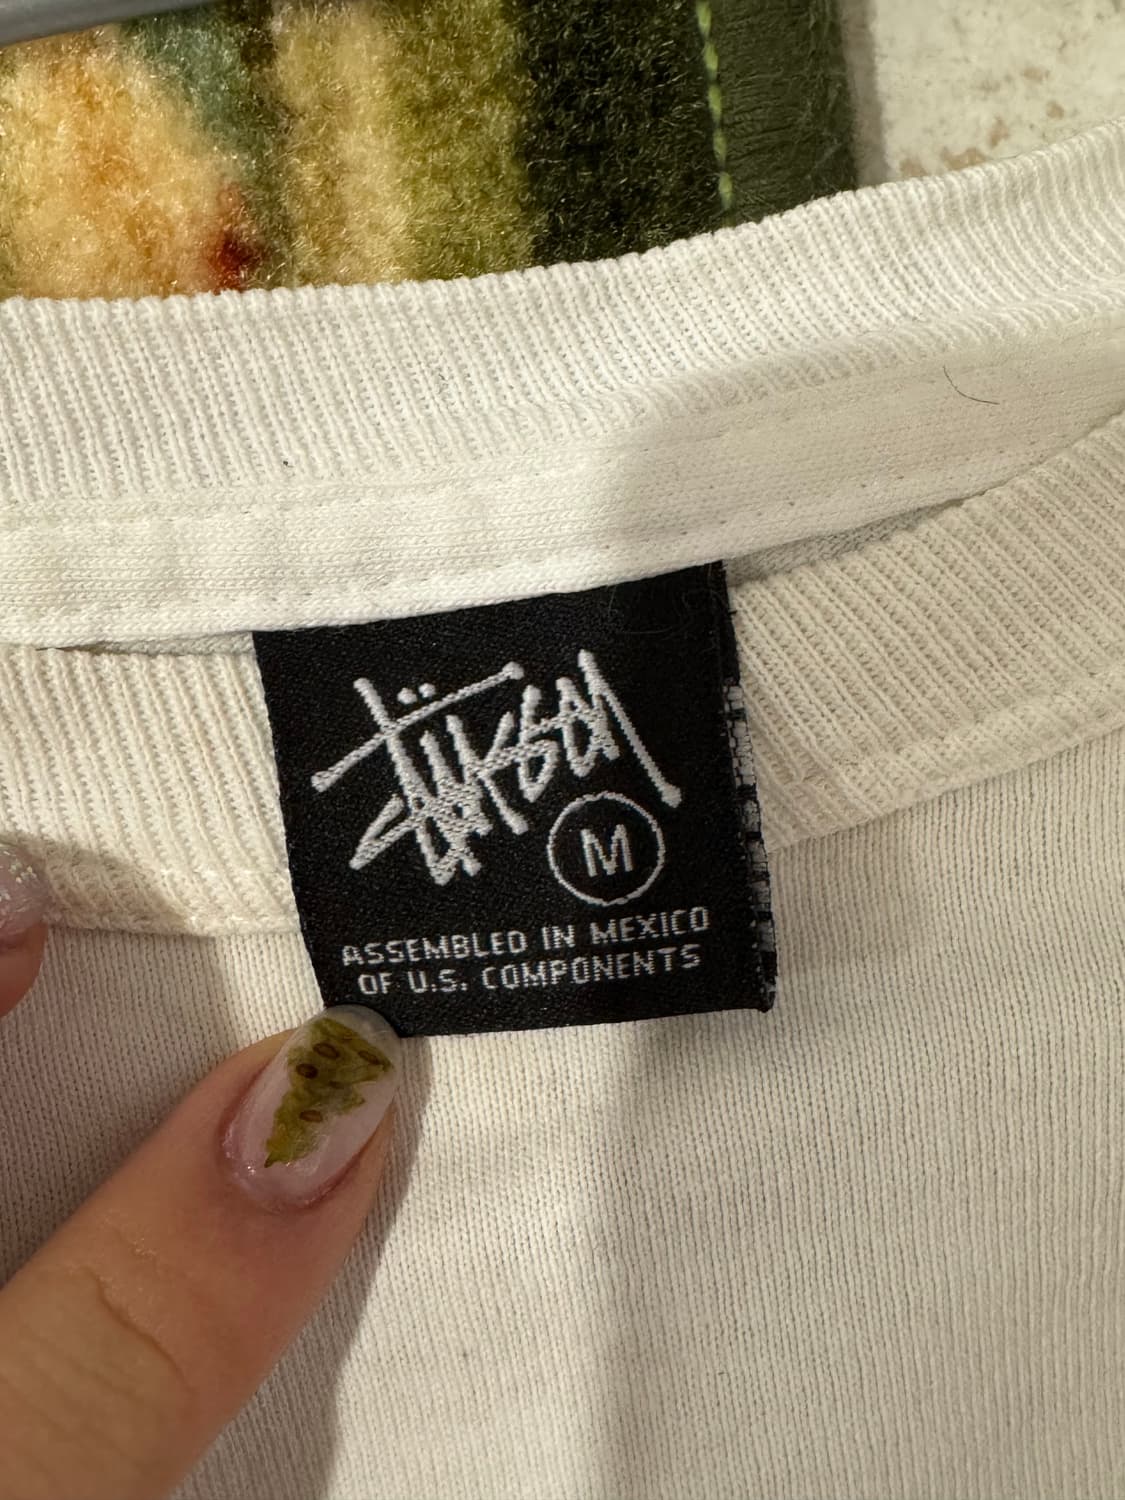 Stüssy
M
ASSEMBLED IN MEXICO
OF U.S. COMPONENTS